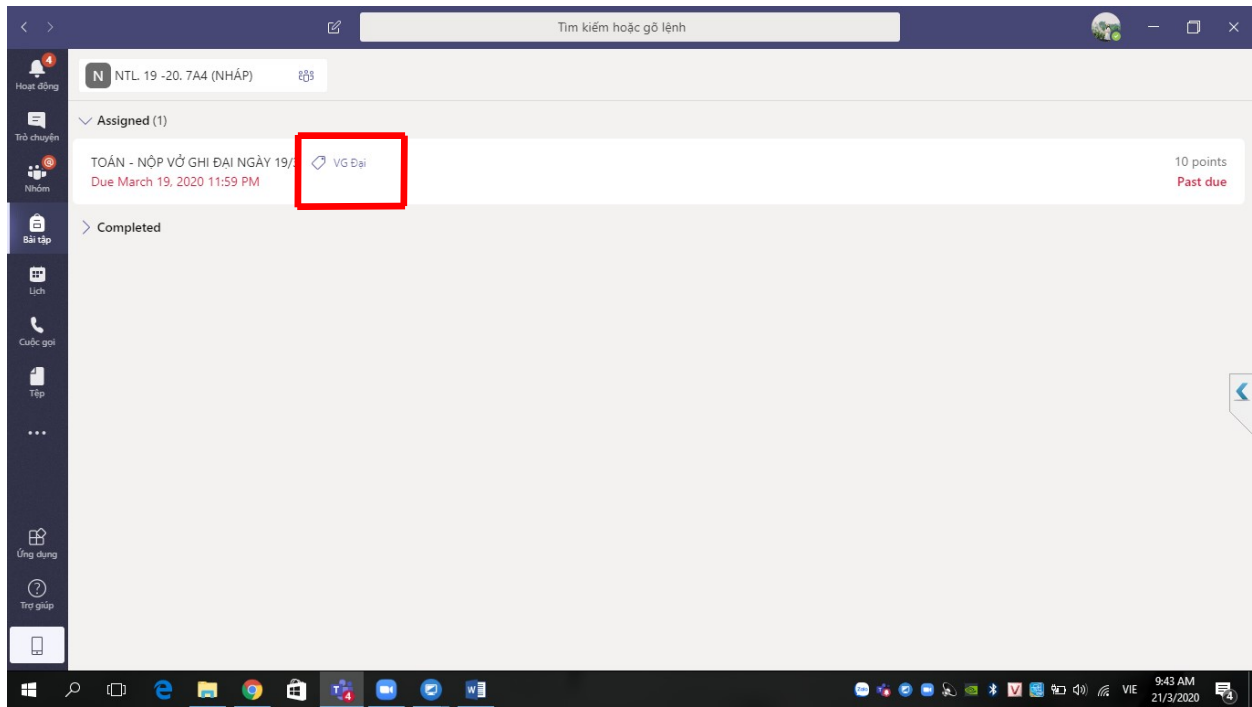 Tìm kiếm hoặc gõ lệnh
4
Hoạt động
N NTL. 19 -20. 7A4 (NHÁP)
Trò chuyện
Assigned (1)
Nhóm
TOÁN - NỘP VỞ GHI ĐẠI NGÀY 19/ VG Đại
Due March 19, 2020 11:59 PM
10 points
Past due
Bài tập
Completed
Lịch
Cuộc gọi
Tệp
Ứng dụng
Trợ giúp
VIE
9:43 AM
21/3/2020
4